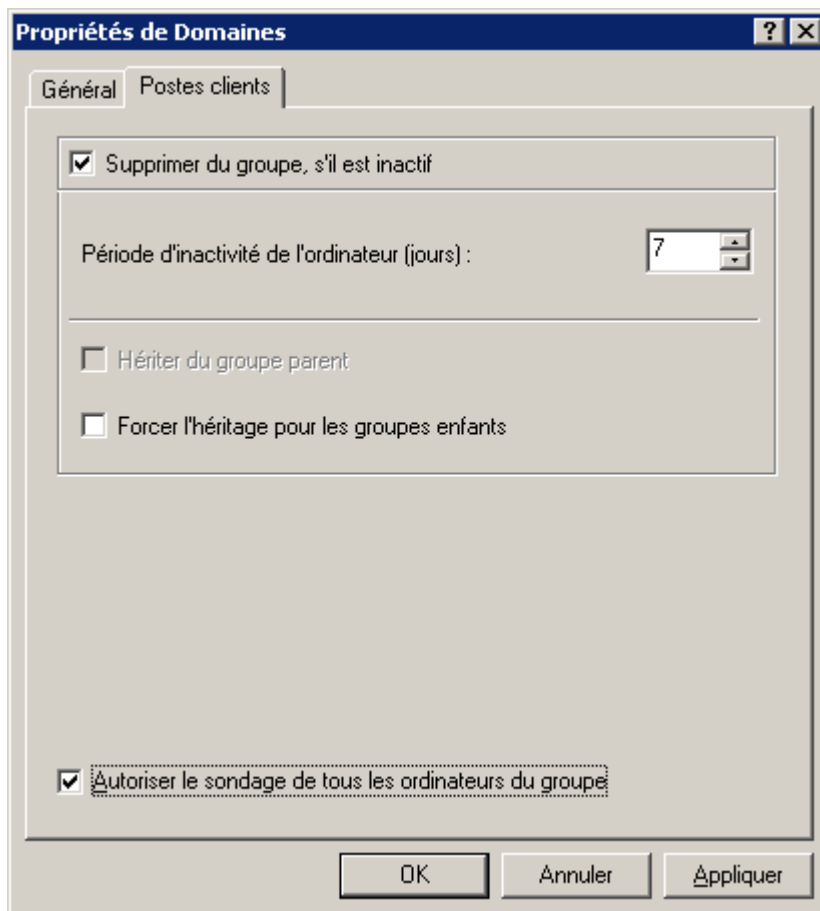 Propriétés de Domaines
Général
Postes clients
Supprimer du groupe, s'il est inactif
Période d'inactivité de l'ordinateur (jours) :
7
Hériter du groupe parent
Forcer l'héritage pour les groupes enfants
Autoriser le sondage de tous les ordinateurs du groupe
OK
Annuler
Appliquer